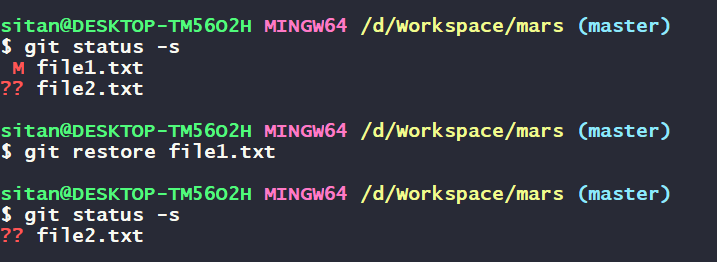 sitan@DESKTOP-TM56O2H MINGW64 /d/Workspace/mars (master)
$ git status -s
 M file1.txt
?? file2.txt
sitan@DESKTOP-TM56O2H MINGW64 /d/Workspace/mars (master)
$ git restore file1.txt
sitan@DESKTOP-TM56O2H MINGW64 /d/Workspace/mars (master)
$ git status -s
?? file2.txt